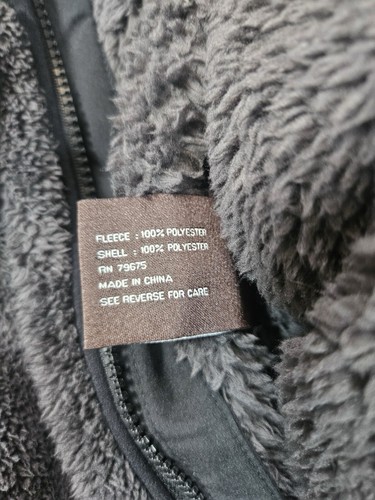 FLEECE : 100% POLYESTER
SHELL : 100% POLYESTER
RN 79675
MADE IN CHINA
SEE REVERSE FOR CARE